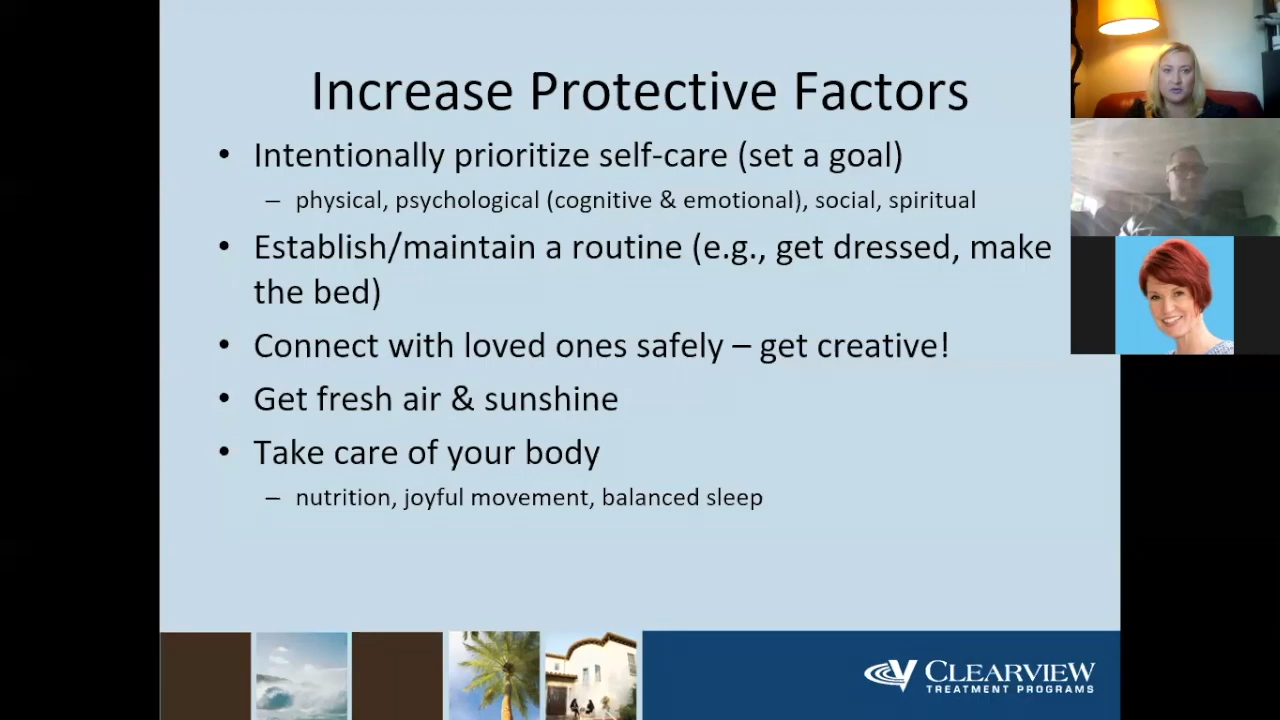 Increase Protective Factors
• Intentionally prioritize self-care (set a goal)
– physical, psychological (cognitive & emotional), social, spiritual
• Establish/maintain a routine (e.g., get dressed, make
the bed)
• Connect with loved ones safely – get creative!
• Get fresh air & sunshine
• Take care of your body
– nutrition, joyful movement, balanced sleep
CLEARVIEW
TREATMENT PROGRAMS